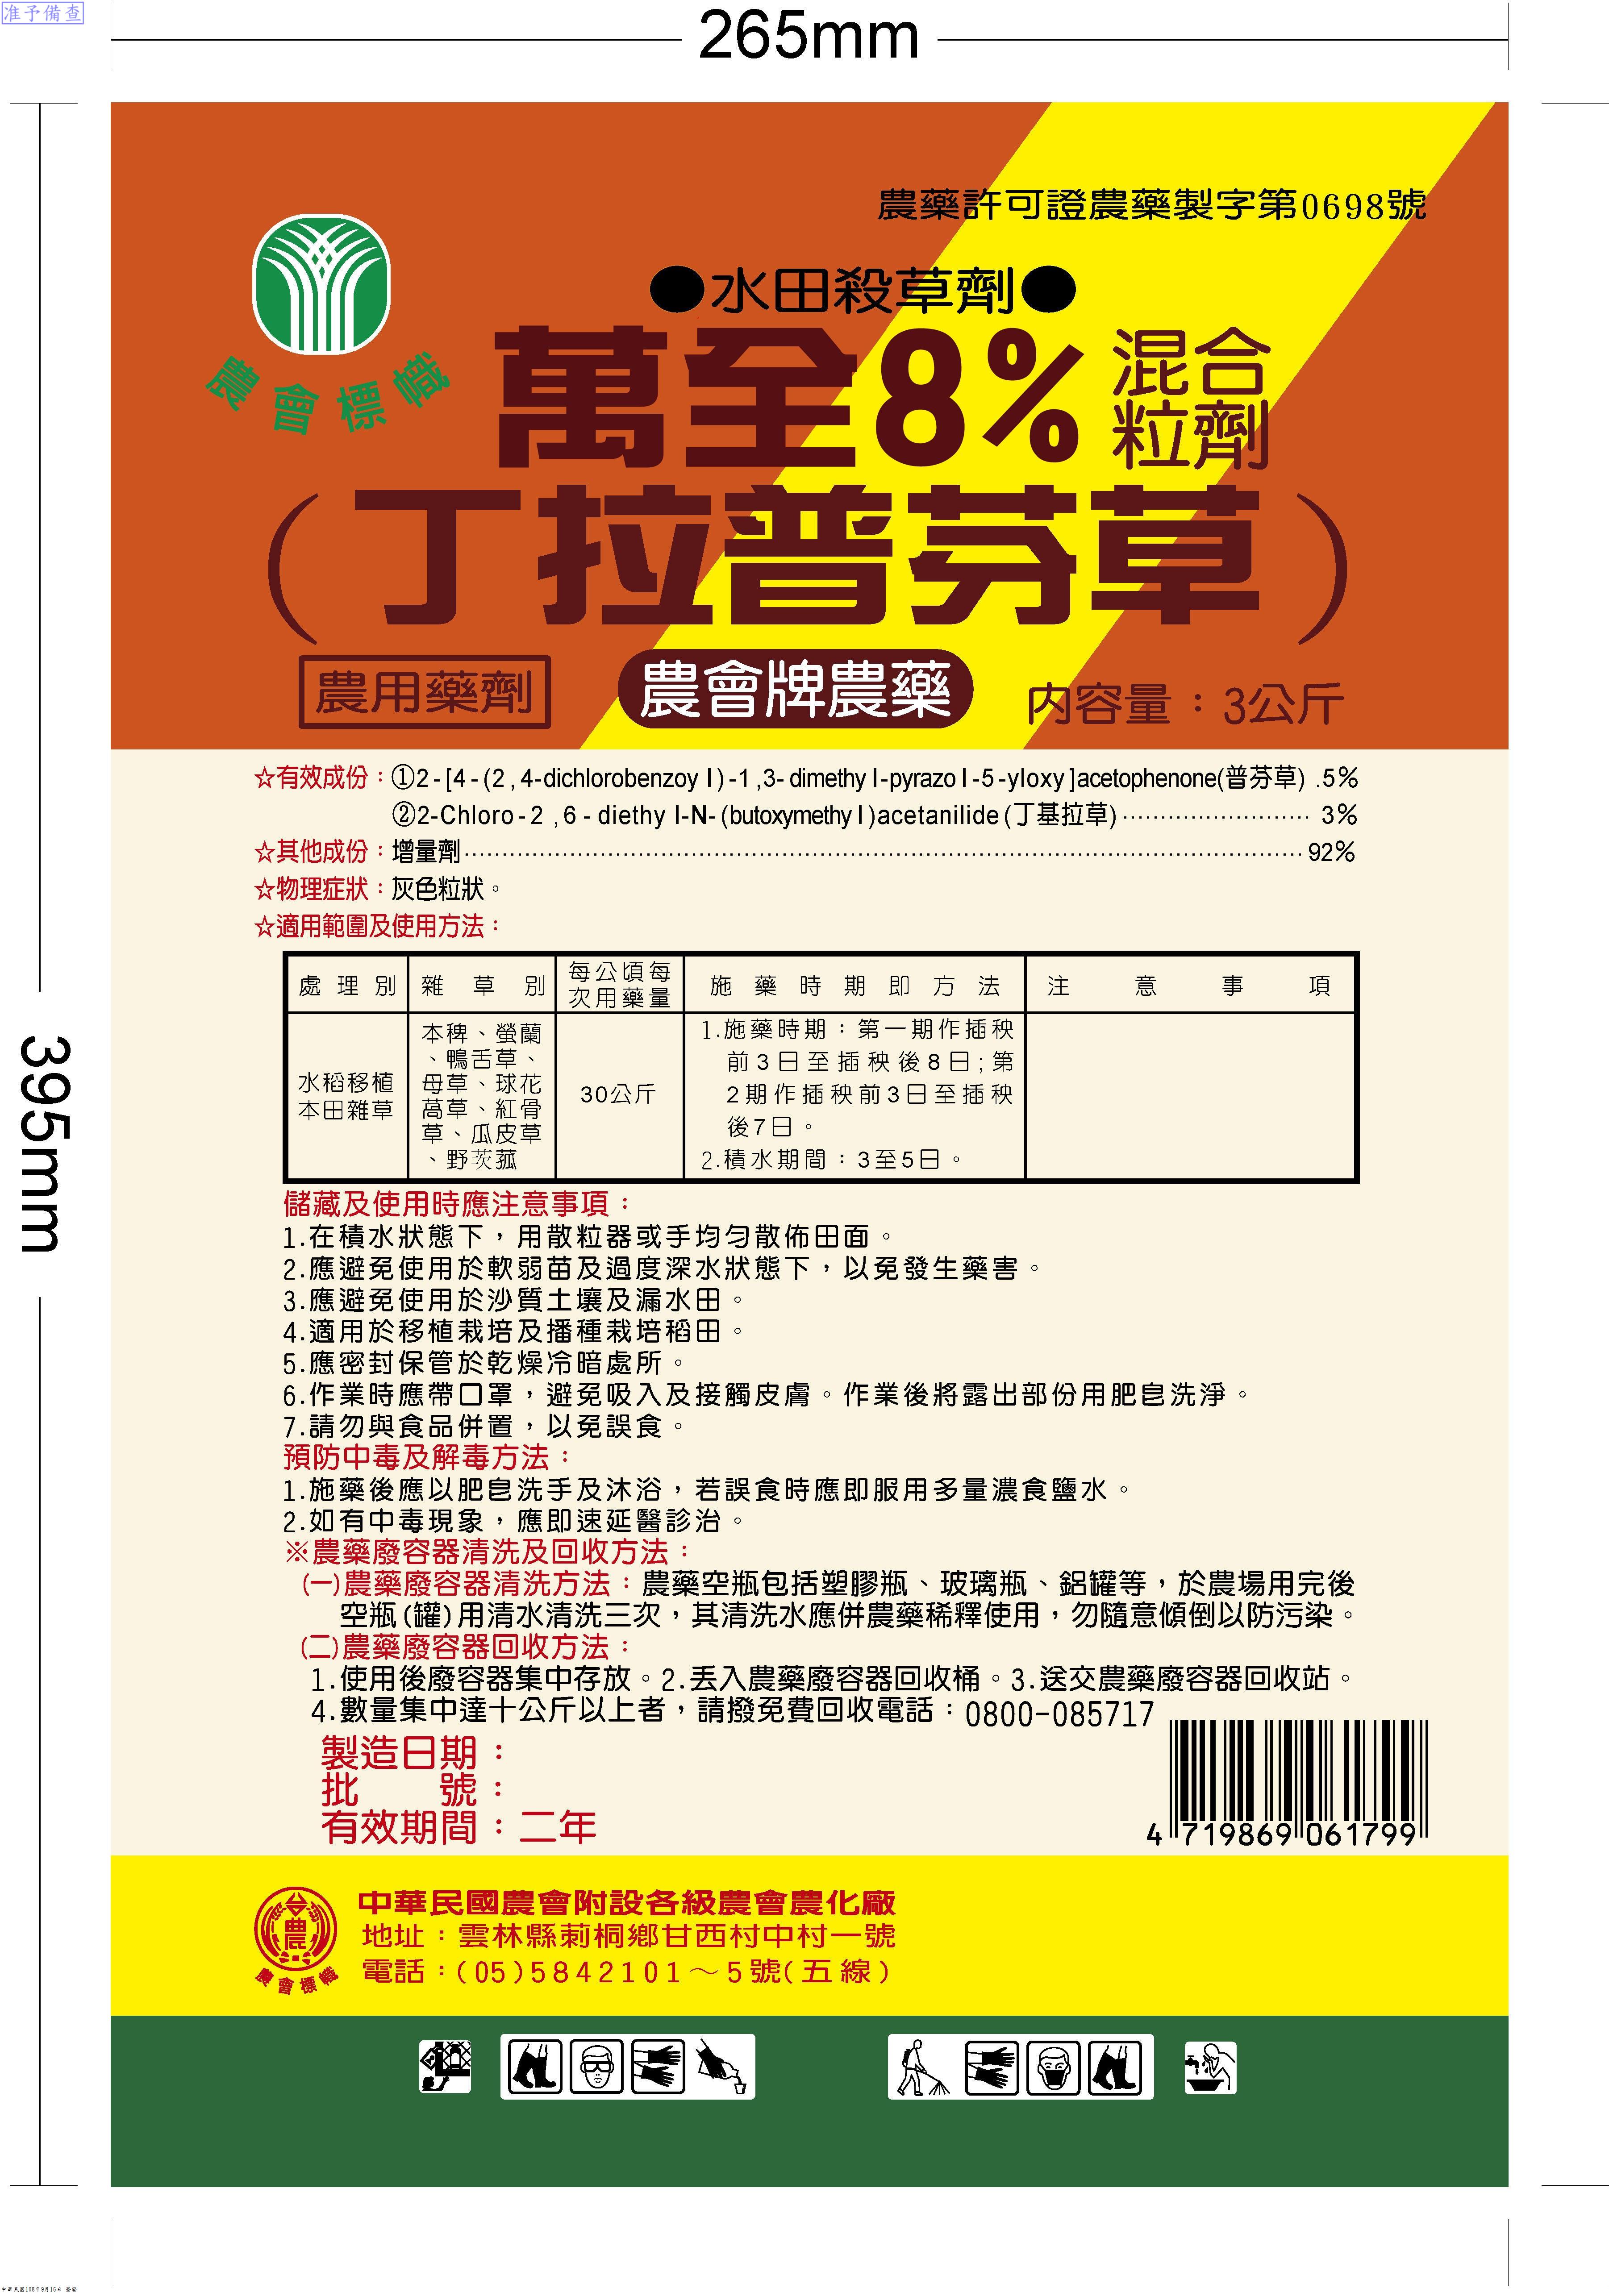 准予備查
265mm
395mm
農藥許可證農藥製字第0698號
●水田殺草劑●
農會標幟
萬全8%混合粒劑
(丁拉普芬草)
農用藥劑
農會牌農藥
內容量：3公斤
☆有效成份：①2-[4-(2,4-dichlorobenzoyl)-1,3-dimethyl-pyrazol-5-yloxy]acetophenone(普芬草) .5%
②2-Chloro-2,6-diethyl-N-(butoxymethyl)acetanilide(丁基拉草)························· 3%
☆其他成份：增量劑························· 92%
☆物理症狀：灰色粒狀。
☆適用範圍及使用方法：
處理別 雜草別 每公頃每次用藥量 施藥時期即方法 注意事項
水稻移植
本田雜草
本稗、螢藺
、鴨舌草、
母草、球花
蒿草、紅骨
草、瓜皮草
、野茨菰
30公斤
1.施藥時期：第一期作插秧
前3日至插秧後8日;第
2期作插秧前3日至插秧
後7日。
2.積水期間：3至5日。
儲藏及使用時應注意事項：
1.在積水狀態下，用散粒器或手均勻散佈田面。
2.應避免使用於軟弱苗及過度深水狀態下，以免發生藥害。
3.應避免使用於沙質土壤及漏水田。
4.適用於移植栽培及播種栽培稻田。
5.應密封保管於乾燥冷暗處所。
6.作業時應帶口罩，避免吸入及接觸皮膚。作業後將露出部份用肥皂洗淨。
7.請勿與食品併置，以免誤食。
預防中毒及解毒方法：
1.施藥後應以肥皂洗手及沐浴，若誤食時應即服用多量濃食鹽水。
2.如有中毒現象，應即速延醫診治。
※農藥廢容器清洗及回收方法：
(一)農藥廢容器清洗方法：農藥空瓶包括塑膠瓶、玻璃瓶、鋁罐等，於農場用完後
空瓶(罐)用清水清洗三次，其清洗水應併農藥稀釋使用，勿隨意傾倒以防污染。
(二)農藥廢容器回收方法：
1.使用後廢容器集中存放。2.丟入農藥廢容器回收桶。3.送交農藥廢容器回收站。
4.數量集中達十公斤以上者，請撥免費回收電話：0800-085717
製造日期：
批　　號：
有效期間：二年
4 719869 061799
農
農會標幟
中華民國農會附設各級農會農化廠
地址：雲林縣莿桐鄉甘西村中村一號
電話：(05)5842101～5號(五線)